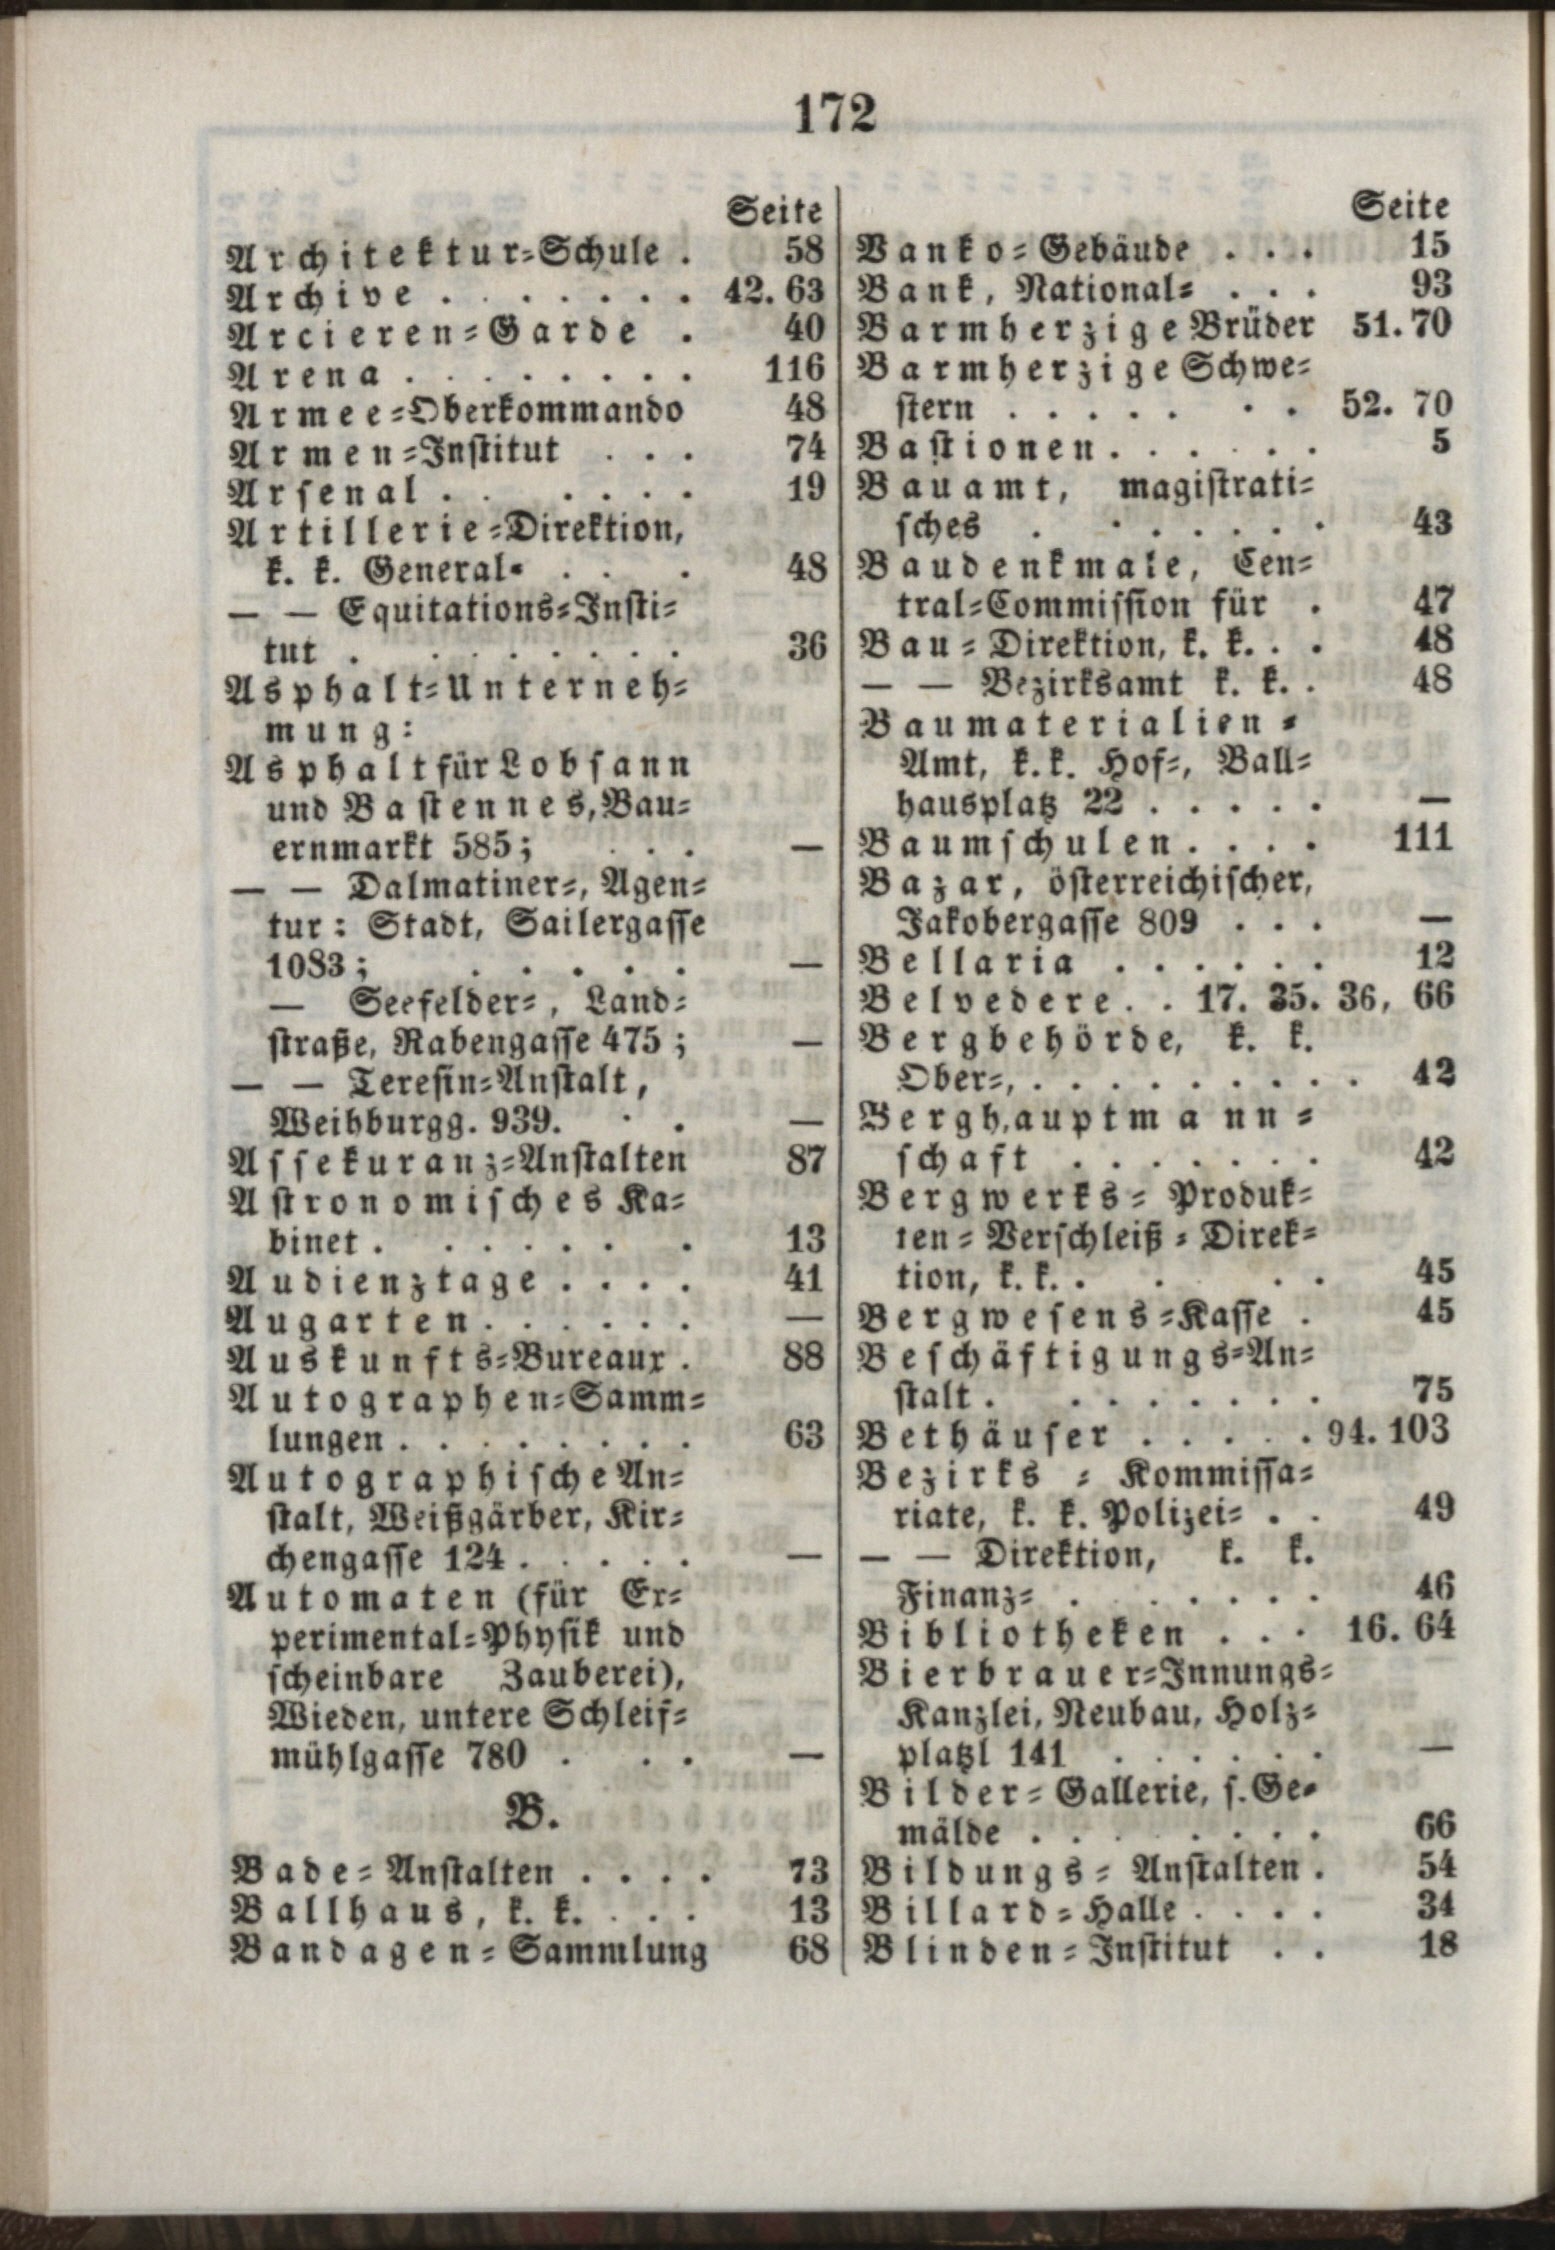 172
Seite
Architektur-Schule . 58
Archive . . . . . . . 42. 63
Arcieren-Garde . 40
Arena . . . . . . . . 116
Armee-Oberkommando 48
Armen-Institut . . . 74
Arsenal . . . . . . 19
Artillerie-Direktion,
k. k. General- . . . 48
— — Equitations-Insti-
tut . . . . . . . . 36
Asphalt-Unterneh-
mung:
Asphalt für Lobsann
und Bastennes, Bau-
ernmarkt 585; . . . —
— — Dalmatiner-, Agen-
tur: Stadt, Sailergasse
1083; . . . . . . —
— Seefelder-, Land-
straße, Rabengasse 475; —
— — Teresin-Anstalt,
Weihburgg. 939. . . —
Assekuranz-Anstalten 87
Astronomisches Ka-
binet . . . . . . . 13
Audienztage . . . . 41
Augarten . . . . . . —
Auskunfts-Bureaux . 88
Autographen-Samm-
lungen . . . . . . . . 63
Autographische An-
stalt, Weißgärber, Kir-
chengasse 124 . . . . . —
Automaten (für Ex-
perimental-Physik und
scheinbare Zauberei),
Wieden, untere Schleif-
mühlgasse 780 . . . —
B.
Bade-Anstalten . . . . 73
Ballhaus, k. k. . . . 13
Bandagen-Sammlung 68
Seite
Banko-Gebäude . . . 15
Bank, National- . . . 93
Barmherzige Brüder 51. 70
Barmherzige Schwe-
stern . . . . . . . 52. 70
Bastionen . . . . . . 5
Bauamt, magistrati-
sches . . . . . . . 43
Baudenkmale, Cen-
tral-Commission für . 47
Bau-Direktion, k. k. . . 48
— — Bezirksamt k. k. . 48
Baumaterialien-
Amt, k. k. Hof-, Ball-
hausplatz 22 . . . . . —
Baumschulen . . . . 111
Bazar, österreichischer,
Jakobergasse 809 . . . —
Bellaria . . . . . . 12
Belvedere . . 17. 35. 36, 66
Bergbehörde, k. k.
Ober-, . . . . . . . . . 42
Berghauptmann-
schaft . . . . . . . 42
Bergwerks-Produk-
ten-Verschleiß-Direk-
tion, k. k. . . . . 45
Bergwesens-Kasse . 45
Beschäftigungs-An-
stalt . . . . . . . . 75
Bethäuser . . . . . 94. 103
Bezirks-Kommissa-
riate, k. k. Polizei- . . 49
— — Direktion, k. k.
Finanz- . . . . . . . 46
Bibliotheken . . . 16. 64
Bierbrauer-Innungs-
Kanzlei, Neubau, Holz-
platzl 141 . . . . . . —
Bilder-Gallerie, s. Ge-
mälde . . . . . . . 66
Bildungs-Anstalten . 54
Billard-Halle . . . . 34
Blinden-Institut . . 18